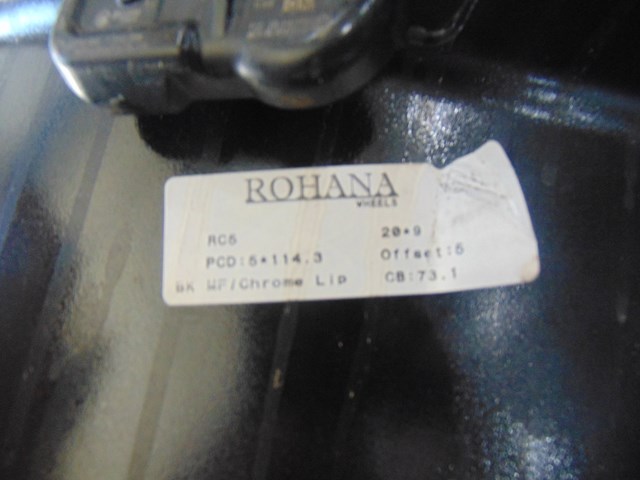 ROHANA
WHEELS
RC5 20*9
PCD:5*114.3 Offset:5
BK MF/Chrome Lip CB:73.1